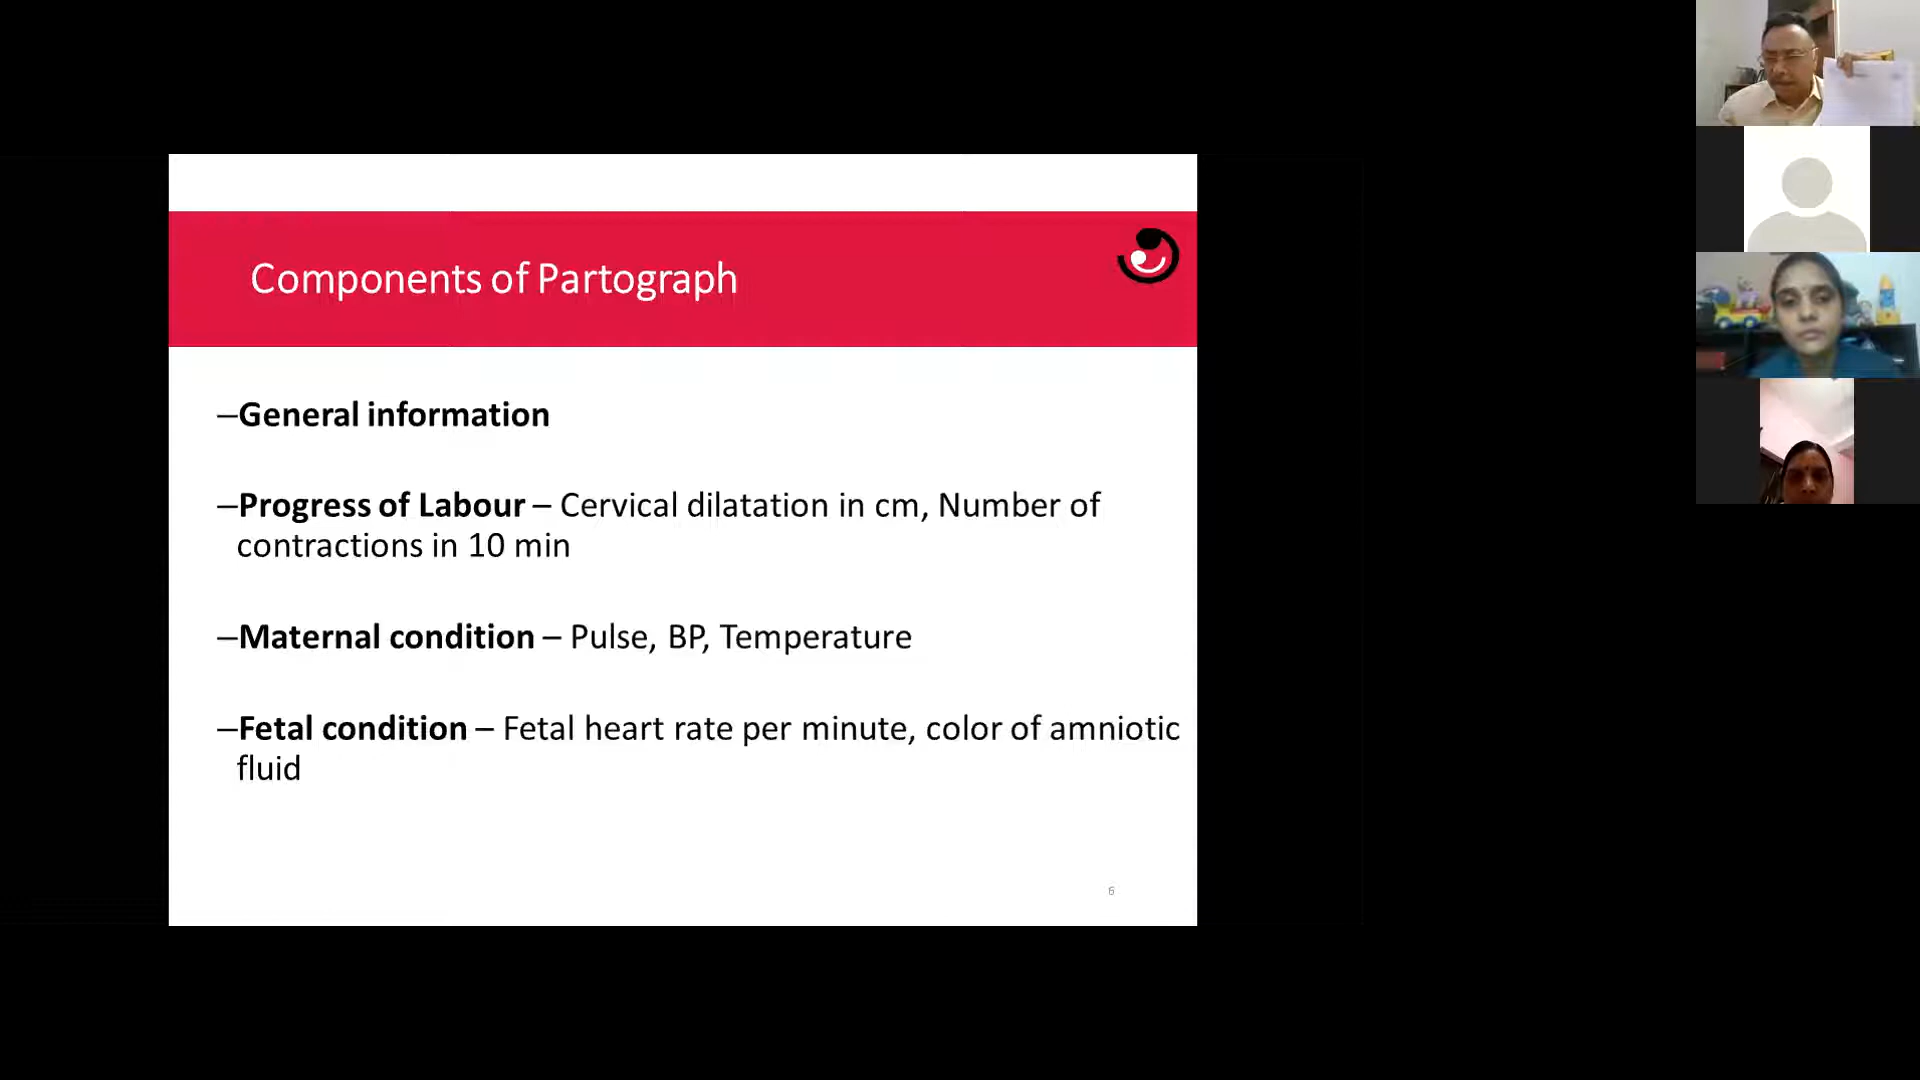 Components of Partograph
–General information
–Progress of Labour – Cervical dilatation in cm, Number of
contractions in 10 min
–Maternal condition – Pulse, BP, Temperature
–Fetal condition – Fetal heart rate per minute, color of amniotic
fluid
6